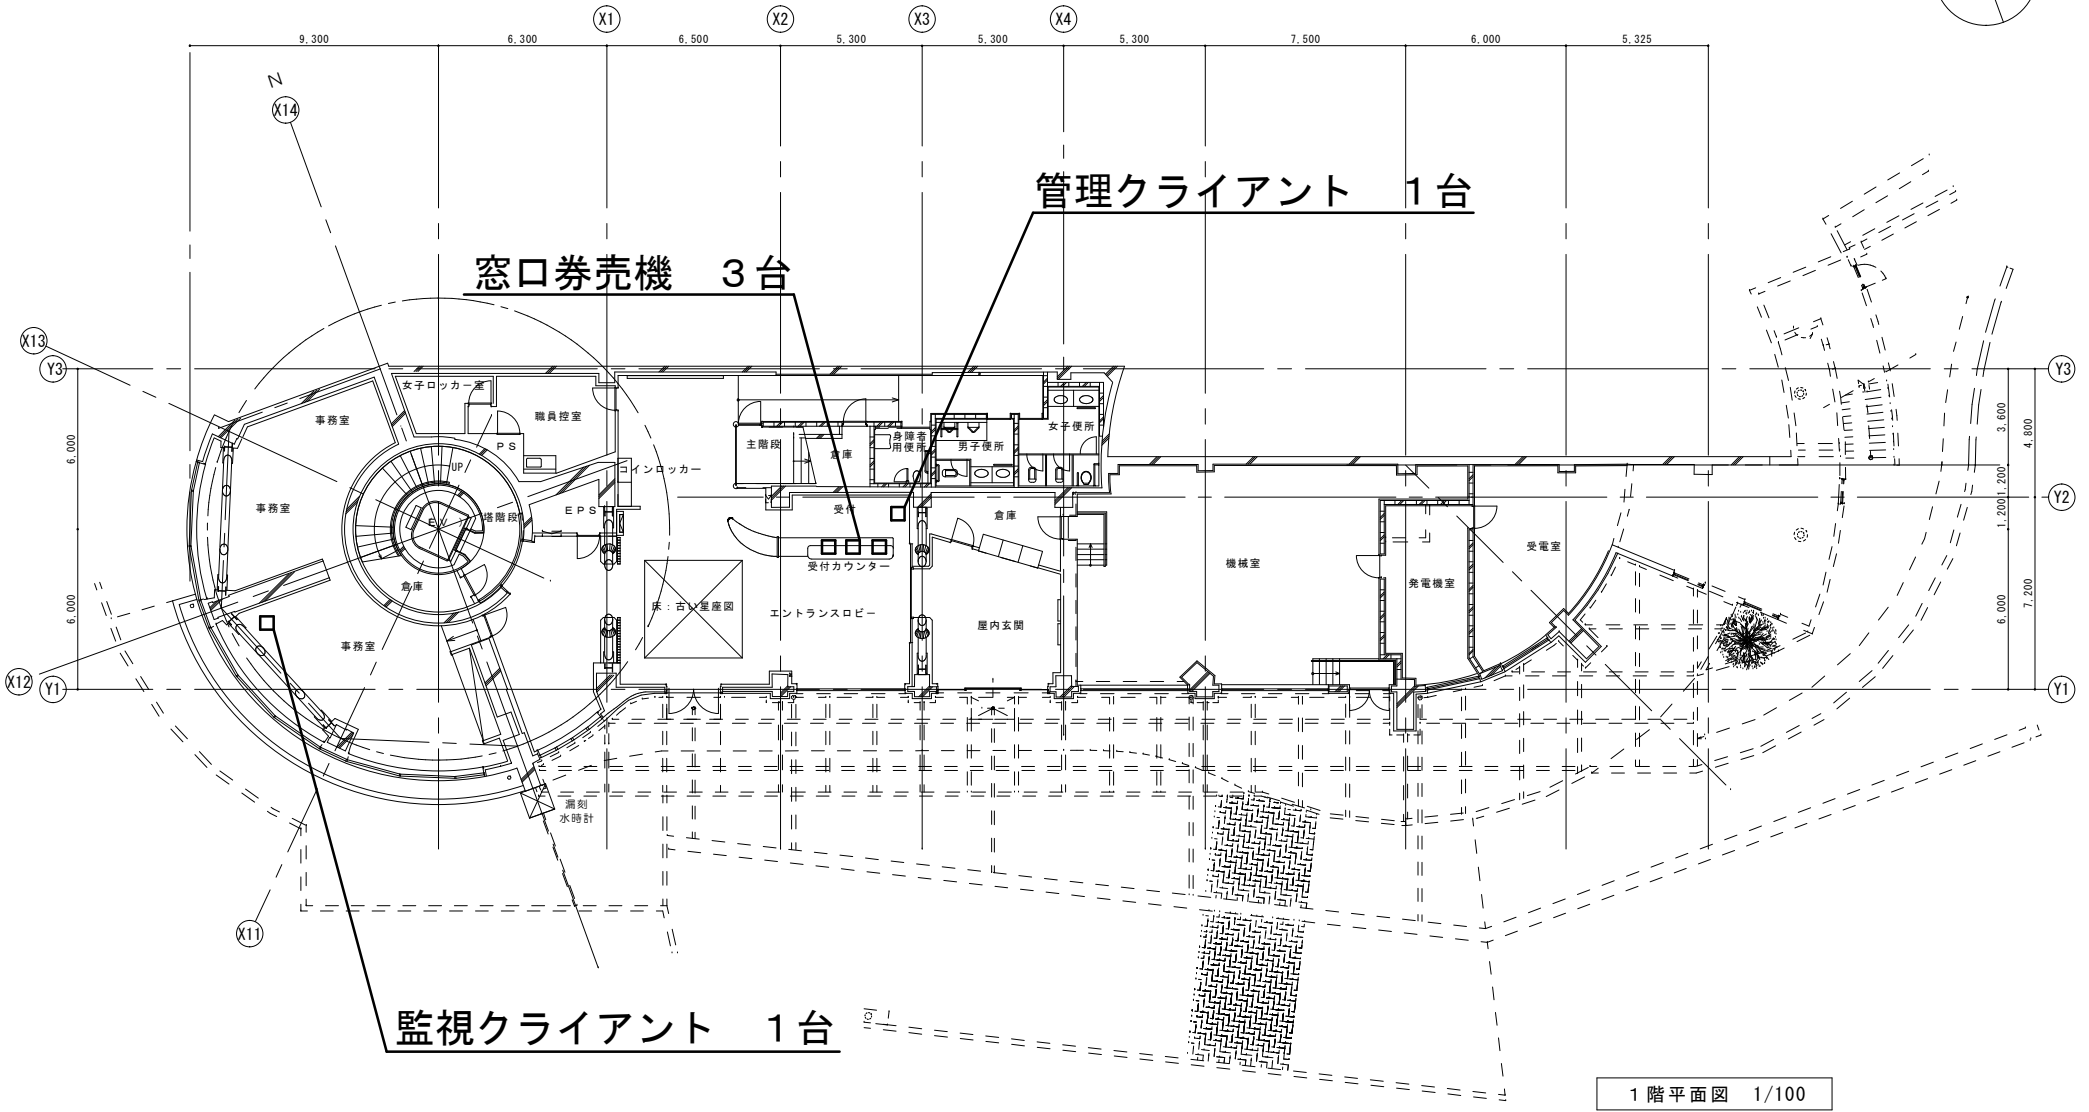 X1
X2
X3
X4
9,300
6,300
6,500
5,300
5,300
5,300
7,500
6,000
5,325
N
X14
管理クライアント　１台
窓口券売機　３台
X13
Y3
Y3
女子ロッカー室
事務室
職員控室
PS
UP
コインロッカー
主階段
倉庫
身障者
用便所
男子便所
女子便所
6,000
3,600
4,800
1,200
1,200
Y2
事務室
EV
塔階段
EPS
受付
倉庫
受付カウンター
機械室
発電機室
受電室
倉庫
床：古い星座図
エントランスロビー
屋内玄関
事務室
6,000
6,000
7,200
X12
Y1
Y1
漏刻
水時計
X11
監視クライアント　１台
１階平面図　1/100